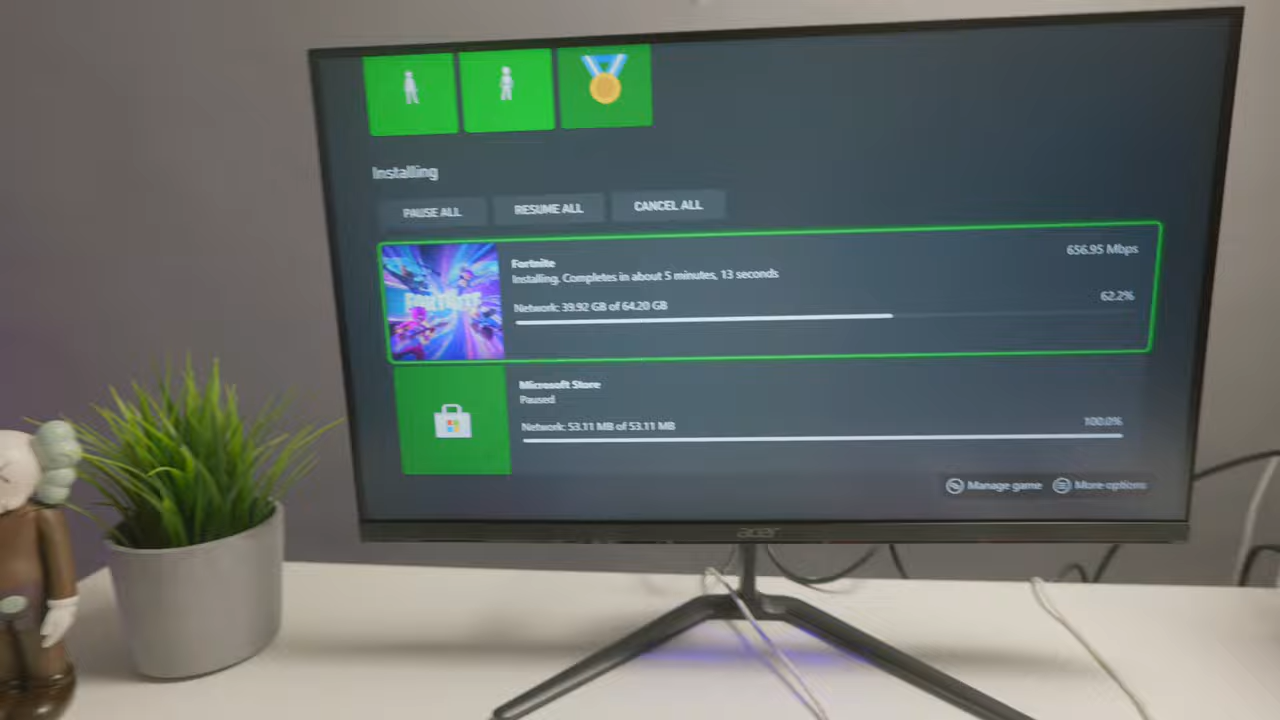 Installing
PAUSE ALL
RESUME ALL
CANCEL ALL
Fortnite
656.95 Mbps
Installing. Completes in about 5 minutes, 13 seconds
62.2%
Network: 39.92 GB of 64.20 GB
FORTNITE
Microsoft Store
Paused
Network: 53.11 MB of 53.11 MB
100.0%
Manage game
More options
acer